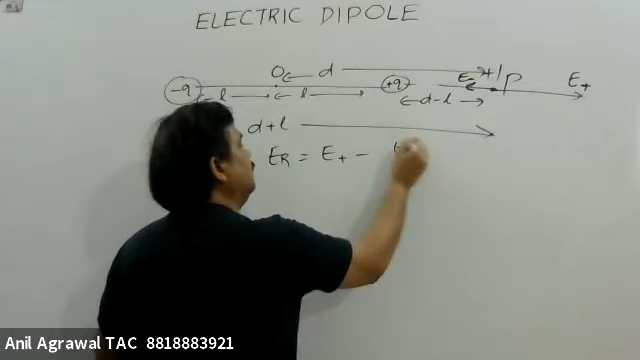 ELECTRIC DIPOLE
O d +1 P
-q +q E- E+
l l d-l
d+l
ER = E+ - E
Anil Agrawal TAC 8818883921